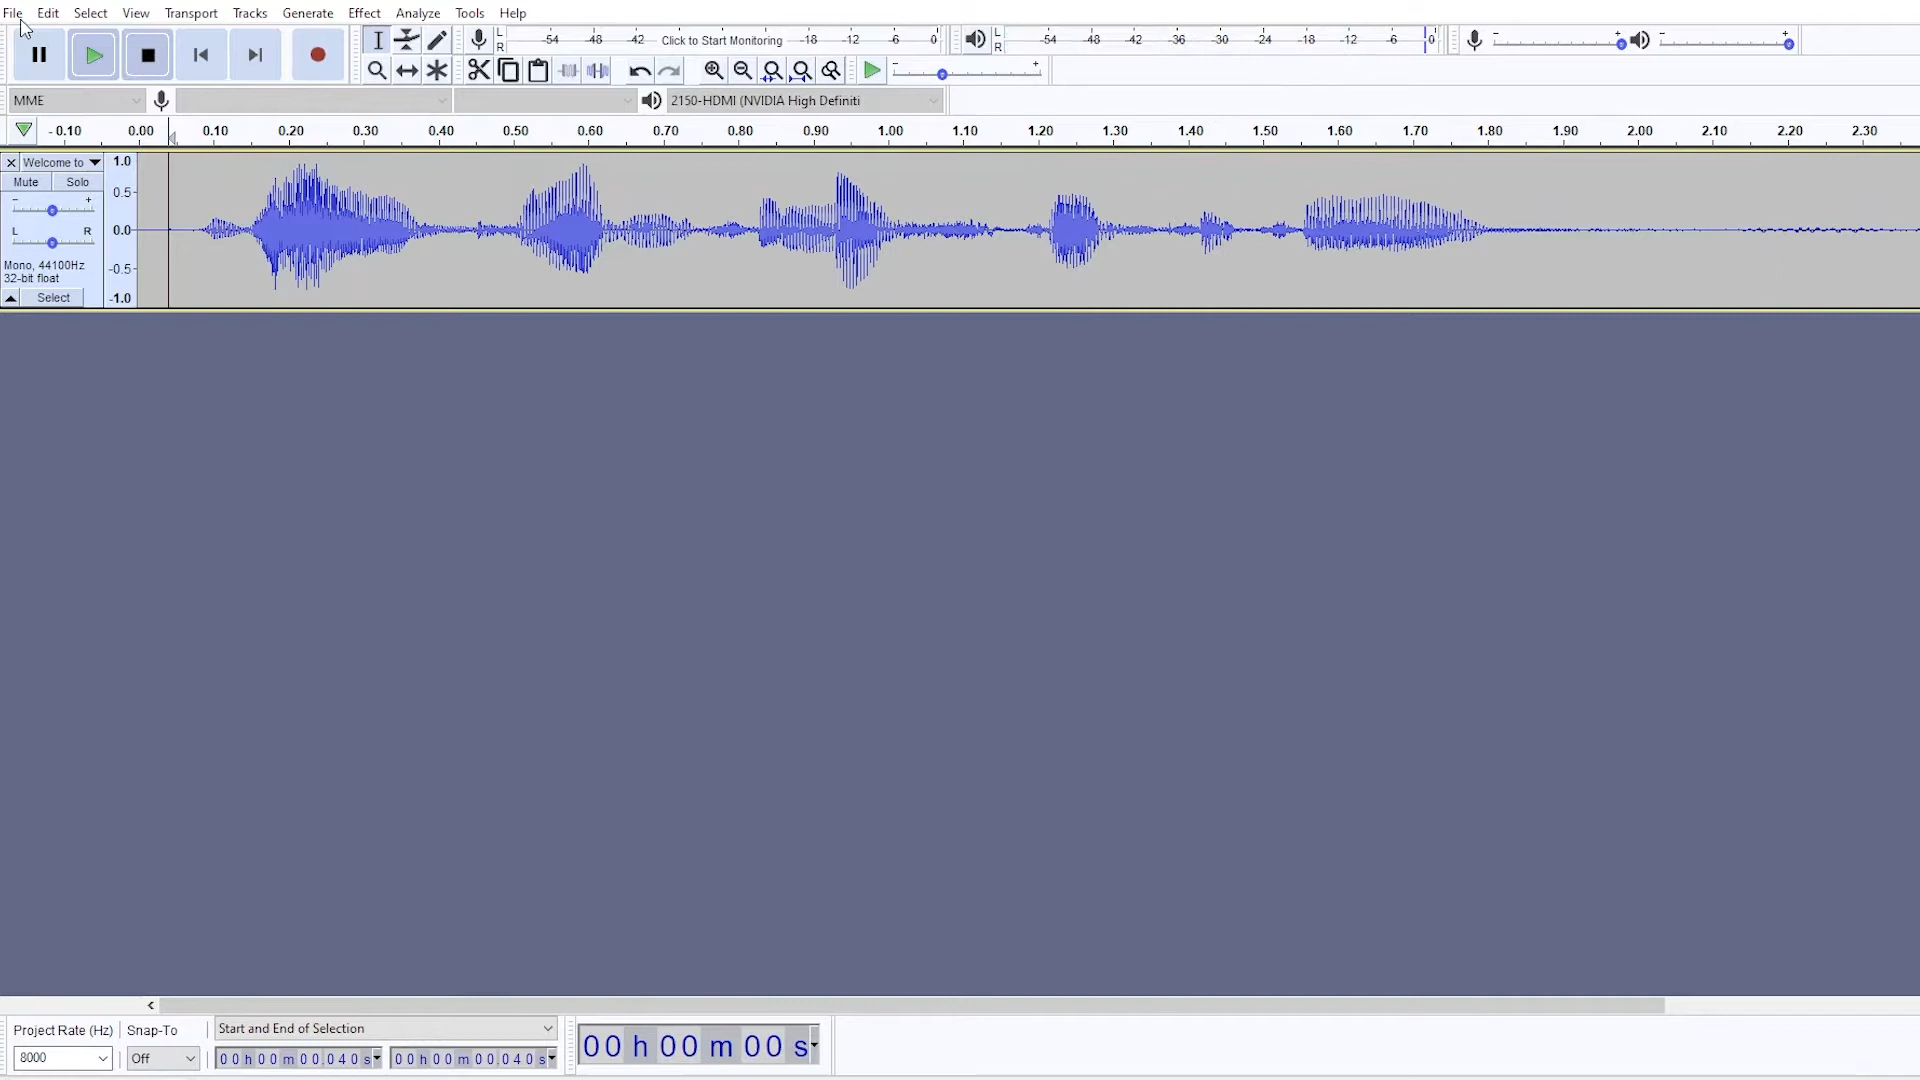 File Edit Select View Transport Tracks Generate Effect Analyze Tools Help
L R -54 -48 -42 Click to Start Monitoring -18 -12 -6 0
L R -54 -48 -42 -36 -30 -24 -18 -12 -6 0
- +
- +
- +
MME
2150-HDMI (NVIDIA High Definiti
-0.10 0.00 0.10 0.20 0.30 0.40 0.50 0.60 0.70 0.80 0.90 1.00 1.10 1.20 1.30 1.40 1.50 1.60 1.70 1.80 1.90 2.00 2.10 2.20 2.30
Welcome to
Mute Solo
- +
L R
Mono, 44100Hz
32-bit float
Select
1.0
0.5
0.0
-0.5
-1.0
Project Rate (Hz)
8000
Snap-To
Off
Start and End of Selection
00 h 00 m 00.040 s
00 h 00 m 00.040 s
00 h 00 m 00 s